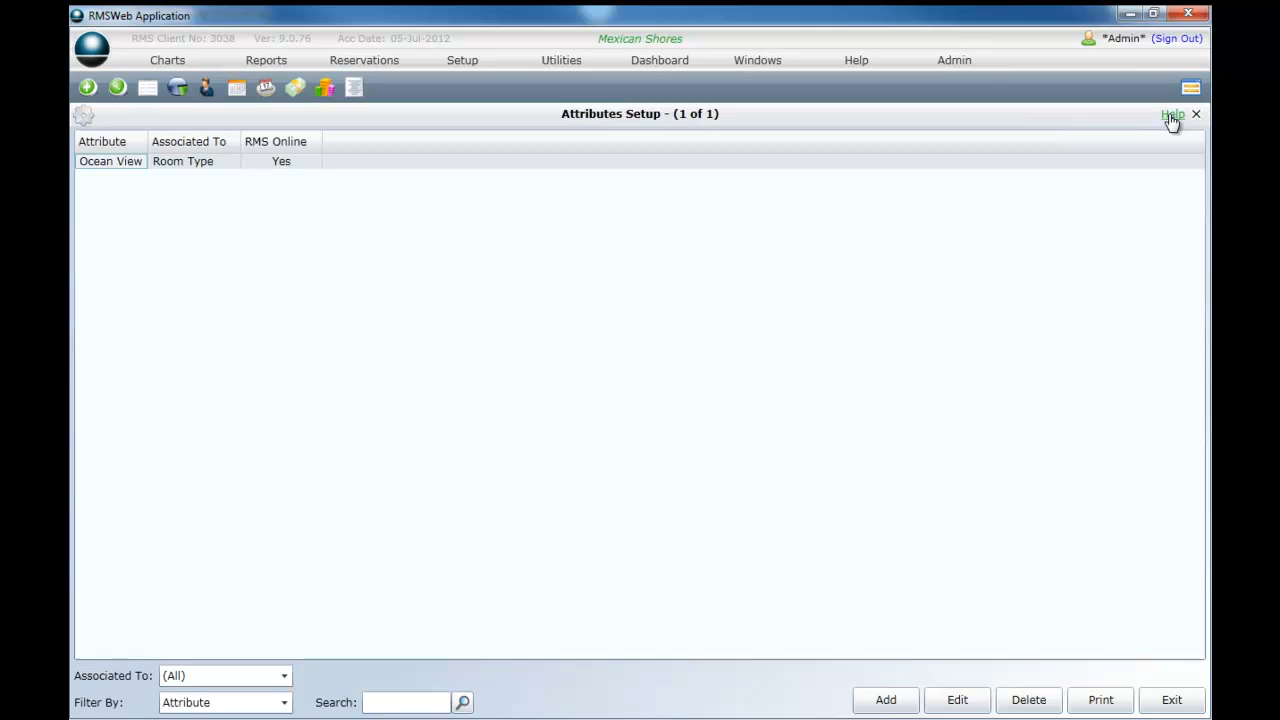 RMSWeb Application
RMS Client No: 3038 Ver: 9.0.76 Acc Date: 05-Jul-2012 Mexican Shores *Admin* (Sign Out)
Charts Reports Reservations Setup Utilities Dashboard Windows Help Admin
Attributes Setup - (1 of 1) Help
Attribute Associated To RMS Online
Ocean View Room Type Yes
Associated To: (All)
Filter By: Attribute Search: Add Edit Delete Print Exit